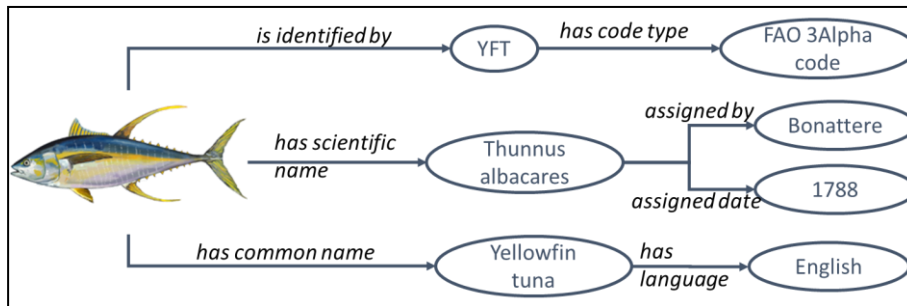 is identified by
YFT
has code type
FAO 3Alpha
code
has scientific
name
Thunnus
albacares
assigned by
Bonattere
assigned date
1788
has common name
Yellowfin
tuna
has
language
English